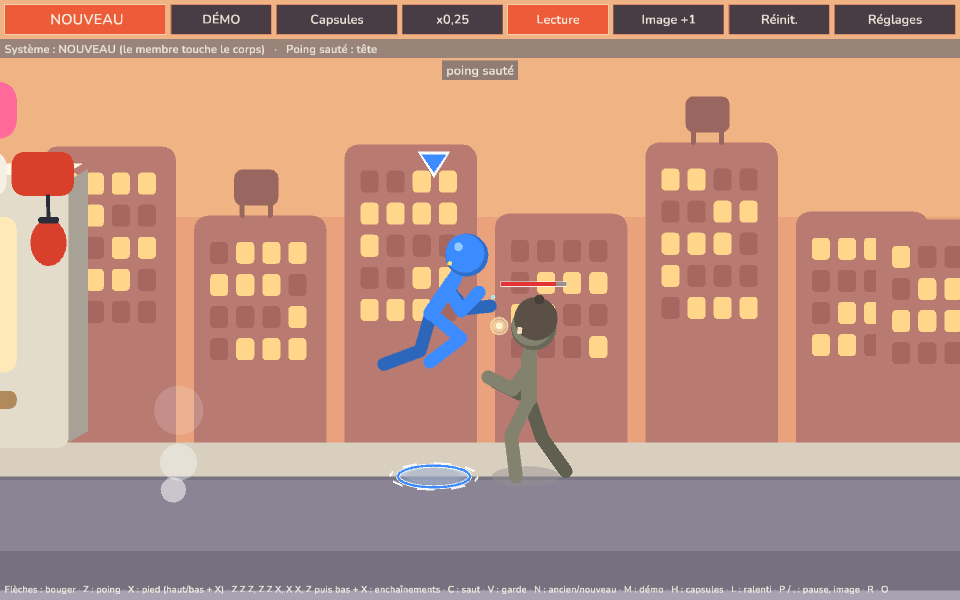 NOUVEAU DÉMO Capsules x0,25 Lecture Image +1 Réinit. Réglages
Système : NOUVEAU (le membre touche le corps) · Poing sauté : tête
poing sauté
Flèches : bouger · Z : poing · X : pied (haut/bas + X) · Z Z Z, Z Z X, X X, Z puis bas + X : enchaînements · C : saut · V : garde · N : ancien/nouveau · M : démo · H : capsules · L : ralenti · P / , : pause, image · R · O